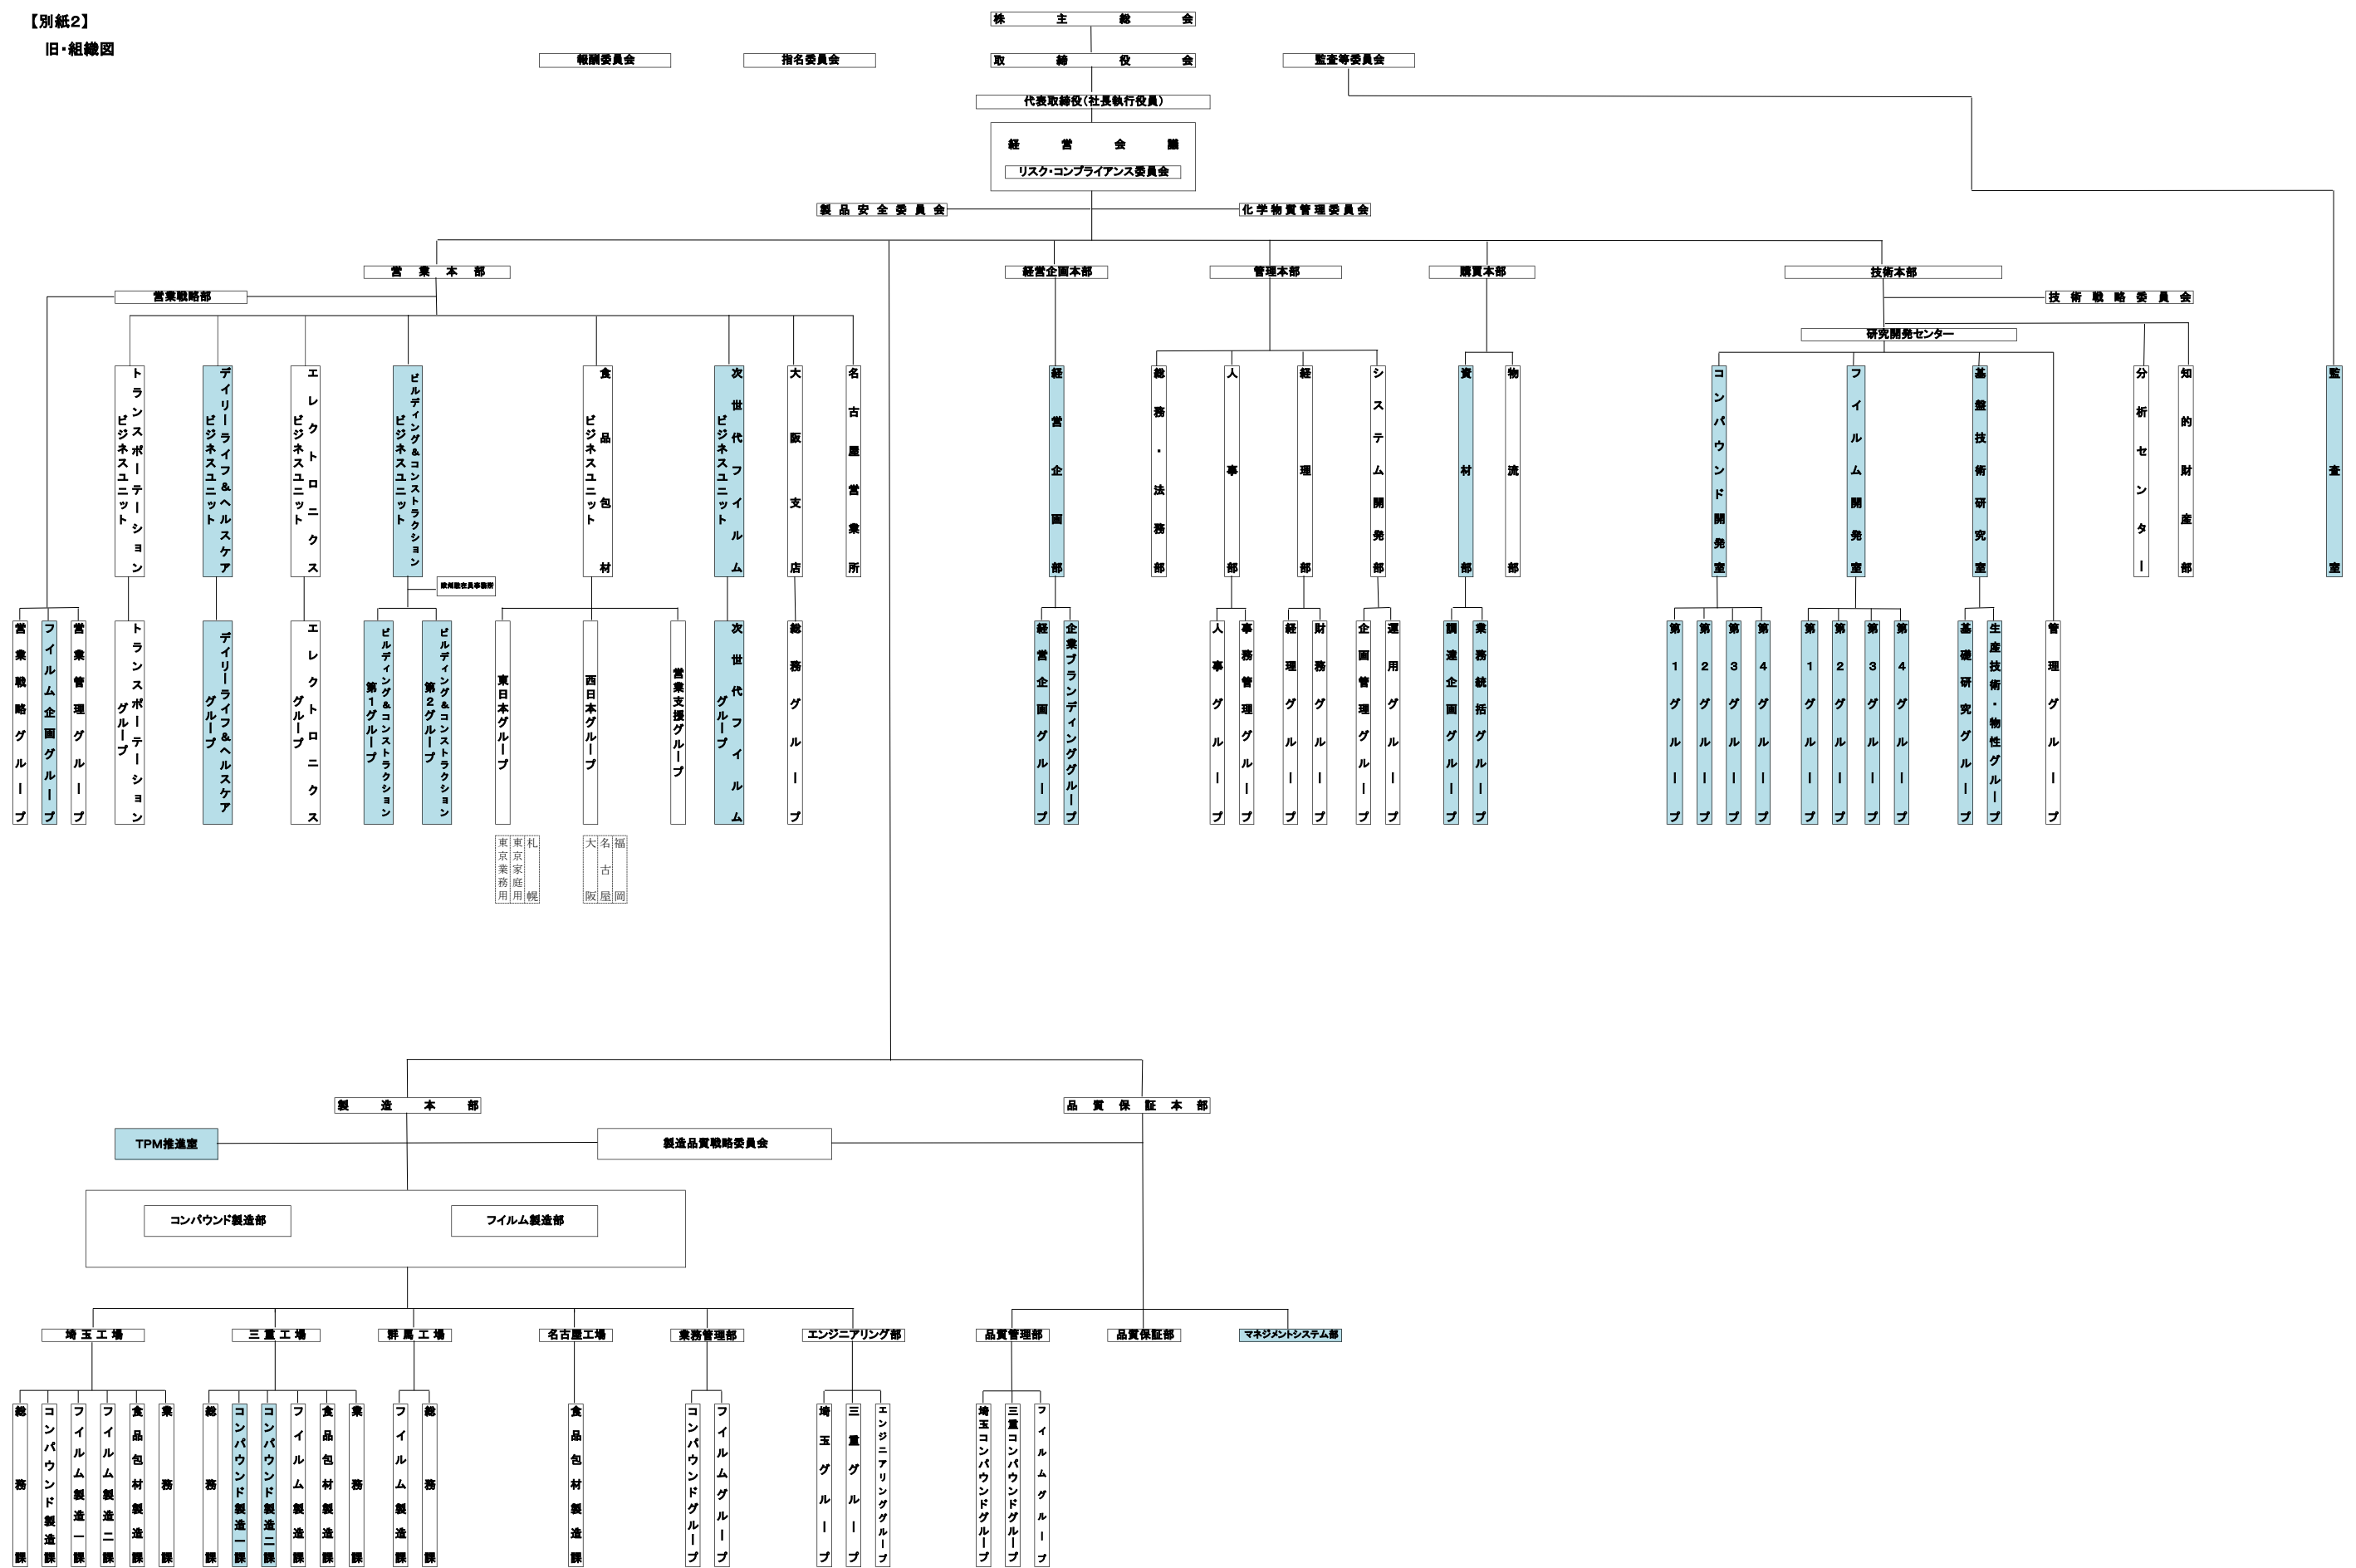 【別紙2】
旧・組織図
株主総会
報酬委員会
指名委員会
取締役会
監査等委員会
代表取締役（社長執行役員）
経営会議
リスク・コンプライアンス委員会
製品安全委員会
化学物質管理委員会
営業本部
経営企画本部
管理本部
購買本部
技術本部
営業戦略部
技術戦略委員会
研究開発センター
トランスポーテーション
ビジネスユニット
デイリーライフ＆ヘルスケア
ビジネスユニット
エレクトロニクス
ビジネスユニット
ビルディング＆コンストラクション
ビジネスユニット
食品包材
ビジネスユニット
次世代フイルム
ビジネスユニット
大阪支店
名古屋営業所
経営企画部
総務・法務部
人事部
経理部
システム開発部
資材部
物流部
コンパウンド開発室
フイルム開発室
基盤技術研究室
分析センター
知的財産部
監査室
欧州駐在員事務所
営業戦略グループ
フイルム企画グループ
営業管理グループ
トランスポーテーション
グループ
デイリーライフ＆ヘルスケア
グループ
エレクトロニクス
グループ
ビルディング＆コンストラクション
第1グループ
ビルディング＆コンストラクション
第2グループ
東日本グループ
西日本グループ
営業支援グループ
次世代フイルム
グループ
総務グループ
経営企画グループ
企業ブランディンググループ
人事グループ
事務管理グループ
経理グループ
財務グループ
企画管理グループ
運用グループ
調達企画グループ
業務統括グループ
第1グループ
第2グループ
第3グループ
第4グループ
第1グループ
第2グループ
第3グループ
第4グループ
基礎研究グループ
生産技術・物性グループ
管理グループ
東京業務用
東京家庭用
札幌
大阪
名古屋
福岡
製造本部
品質保証本部
TPM推進室
製造品質戦略委員会
コンパウンド製造部
フイルム製造部
埼玉工場
三重工場
群馬工場
名古屋工場
業務管理部
エンジニアリング部
品質管理部
品質保証部
マネジメントシステム部
総務課
コンパウンド製造課
フイルム製造一課
フイルム製造二課
食品包材製造課
業務課
総務課
コンパウンド製造一課
コンパウンド製造二課
フイルム製造課
食品包材製造課
業務課
フイルム製造課
総務課
食品包材製造課
コンパウンドグループ
フイルムグループ
埼玉グループ
三重グループ
エンジニアリンググループ
埼玉コンパウンドグループ
三重コンパウンドグループ
フイルムグループ